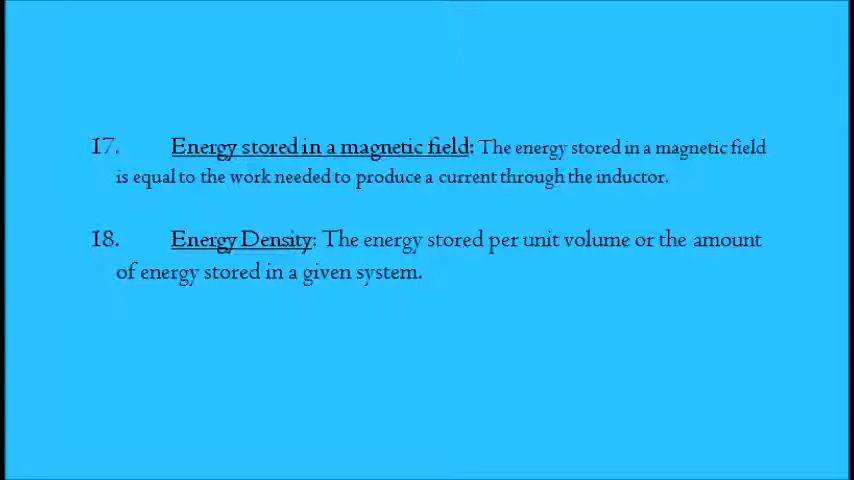 17. Energy stored in a magnetic field: The energy stored in a magnetic field
is equal to the work needed to produce a current through the inductor.
18. Energy Density: The energy stored per unit volume or the amount
of energy stored in a given system.